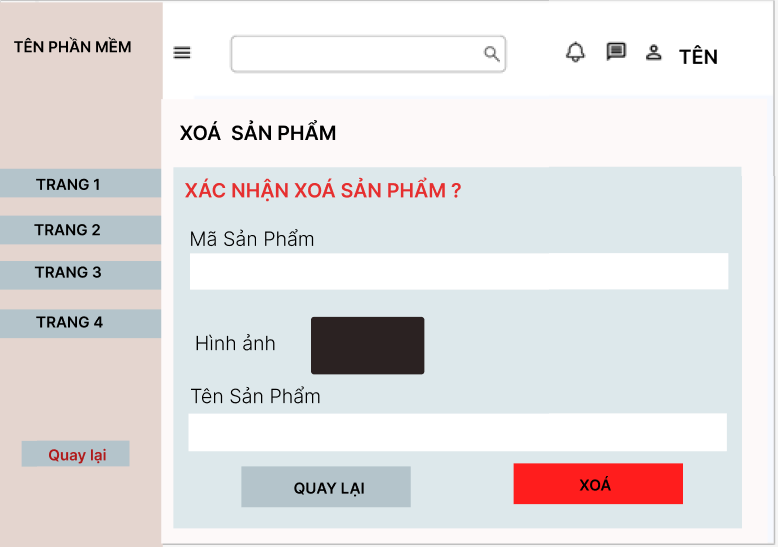 TÊN PHẦN MỀM
TÊN
XOÁ SẢN PHẨM
TRANG 1
TRANG 2
TRANG 3
TRANG 4
Quay lại
XÁC NHẬN XOÁ SẢN PHẨM ?
Mã Sản Phẩm
Hình ảnh
Tên Sản Phẩm
QUAY LẠI
XOÁ